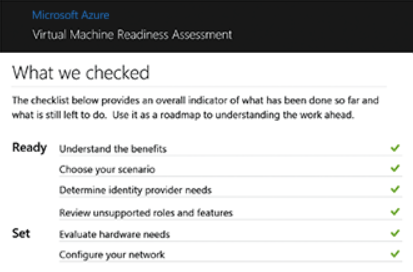 Microsoft Azure
Virtual Machine Readiness Assessment
What we checked
The checklist below provides an overall indicator of what has been done so far and
what is still left to do. Use it as a roadmap to understanding the work ahead.
Ready Understand the benefits
Choose your scenario
Determine identity provider needs
Review unsupported roles and features
Set Evaluate hardware needs
Configure your network